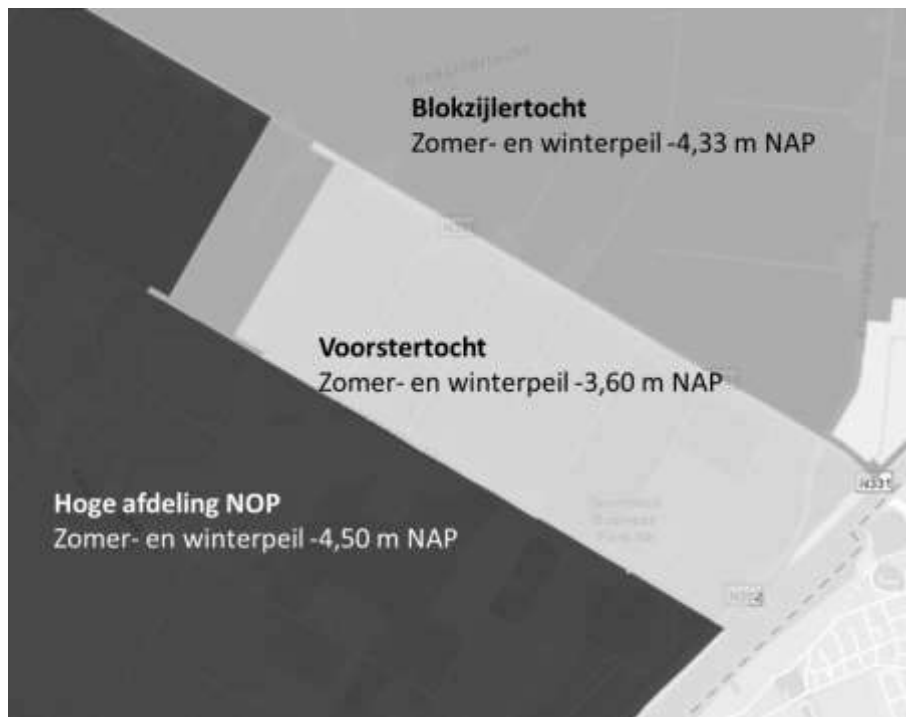 Blokzijlertocht
Zomer- en winterpeil -4,33 m NAP
Voorstertocht
Zomer- en winterpeil -3,60 m NAP
Hoge afdeling NOP
Zomer- en winterpeil -4,50 m NAP
N331